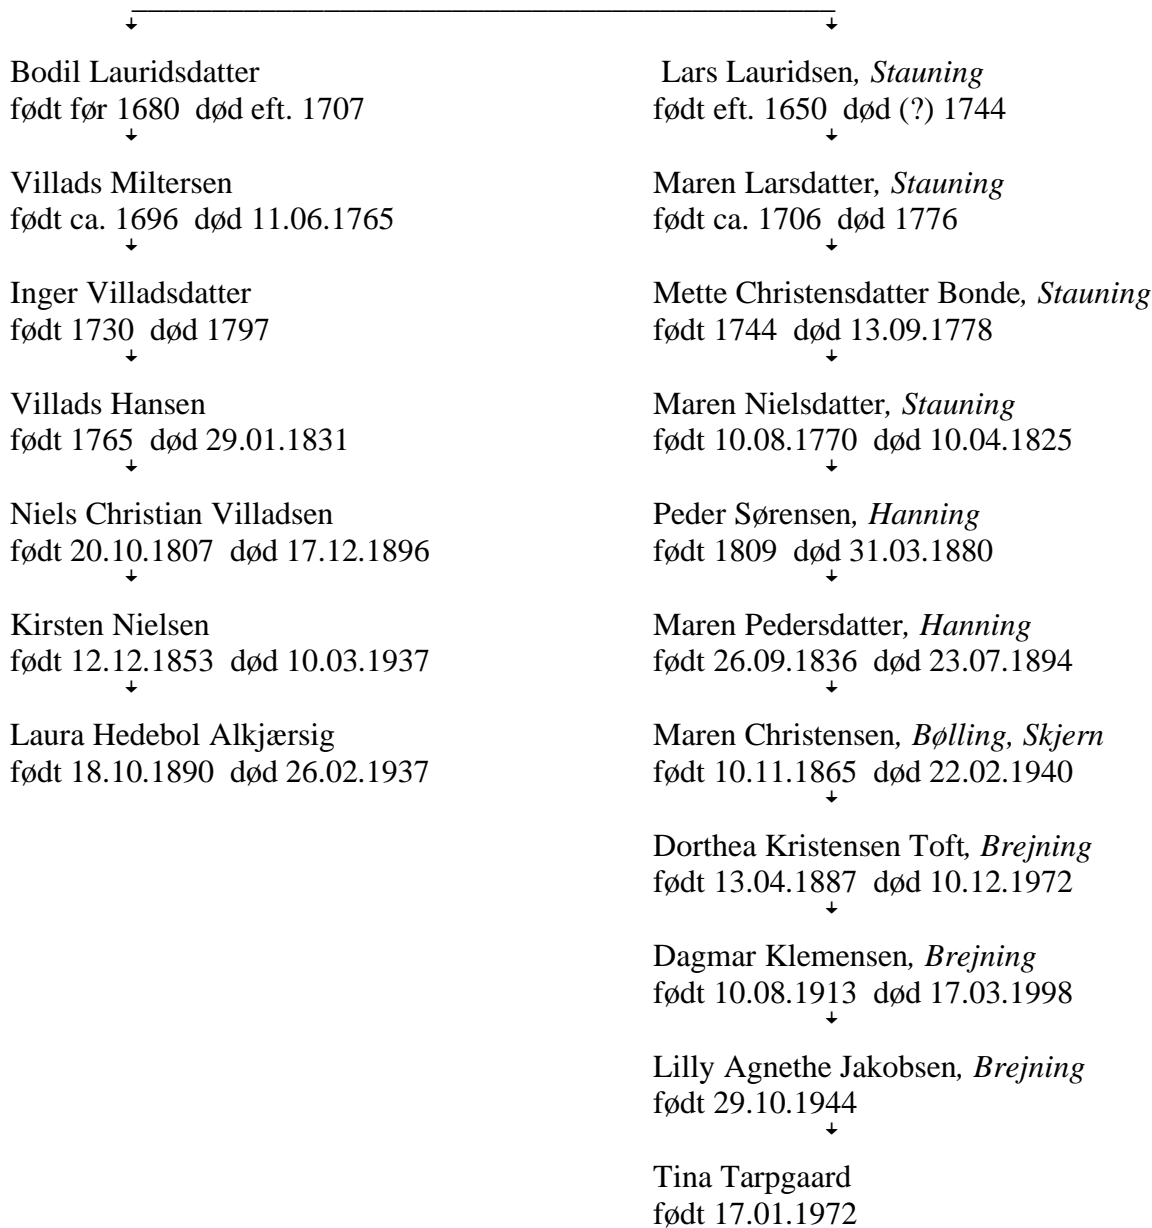 Bodil Lauridsdatter
født før 1680 død eft. 1707
Villads Miltersen
født ca. 1696 død 11.06.1765
Inger Villadsdatter
født 1730 død 1797
Villads Hansen
født 1765 død 29.01.1831
Niels Christian Villadsen
født 20.10.1807 død 17.12.1896
Kirsten Nielsen
født 12.12.1853 død 10.03.1937
Laura Hedebol Alkjærsig
født 18.10.1890 død 26.02.1937
Lars Lauridsen, Stauning
født eft. 1650 død (?) 1744
Maren Larsdatter, Stauning
født ca. 1706 død 1776
Mette Christensdatter Bonde, Stauning
født 1744 død 13.09.1778
Maren Nielsdatter, Stauning
født 10.08.1770 død 10.04.1825
Peder Sørensen, Hanning
født 1809 død 31.03.1880
Maren Pedersdatter, Hanning
født 26.09.1836 død 23.07.1894
Maren Christensen, Bølling, Skjern
født 10.11.1865 død 22.02.1940
Dorthea Kristensen Toft, Brejning
født 13.04.1887 død 10.12.1972
Dagmar Klemensen, Brejning
født 10.08.1913 død 17.03.1998
Lilly Agnethe Jakobsen, Brejning
født 29.10.1944
Tina Tarpgaard
født 17.01.1972